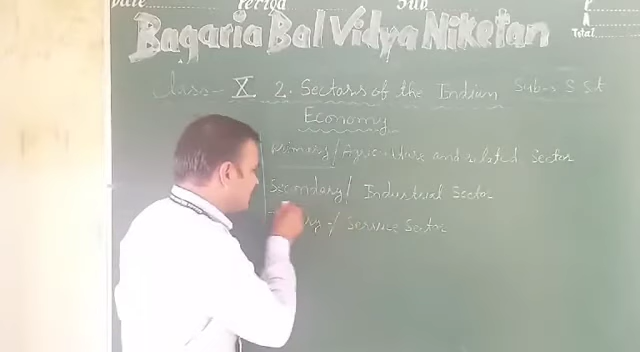 Date Period Sub P
A
Total
Bagaria Bal Vidya Niketan
Class - X 2. Sectors of the Indian Sub-S.St
Economy
Primary / Agriculture and related Sector
Secondary / Industrial Sector
/ Service Sector